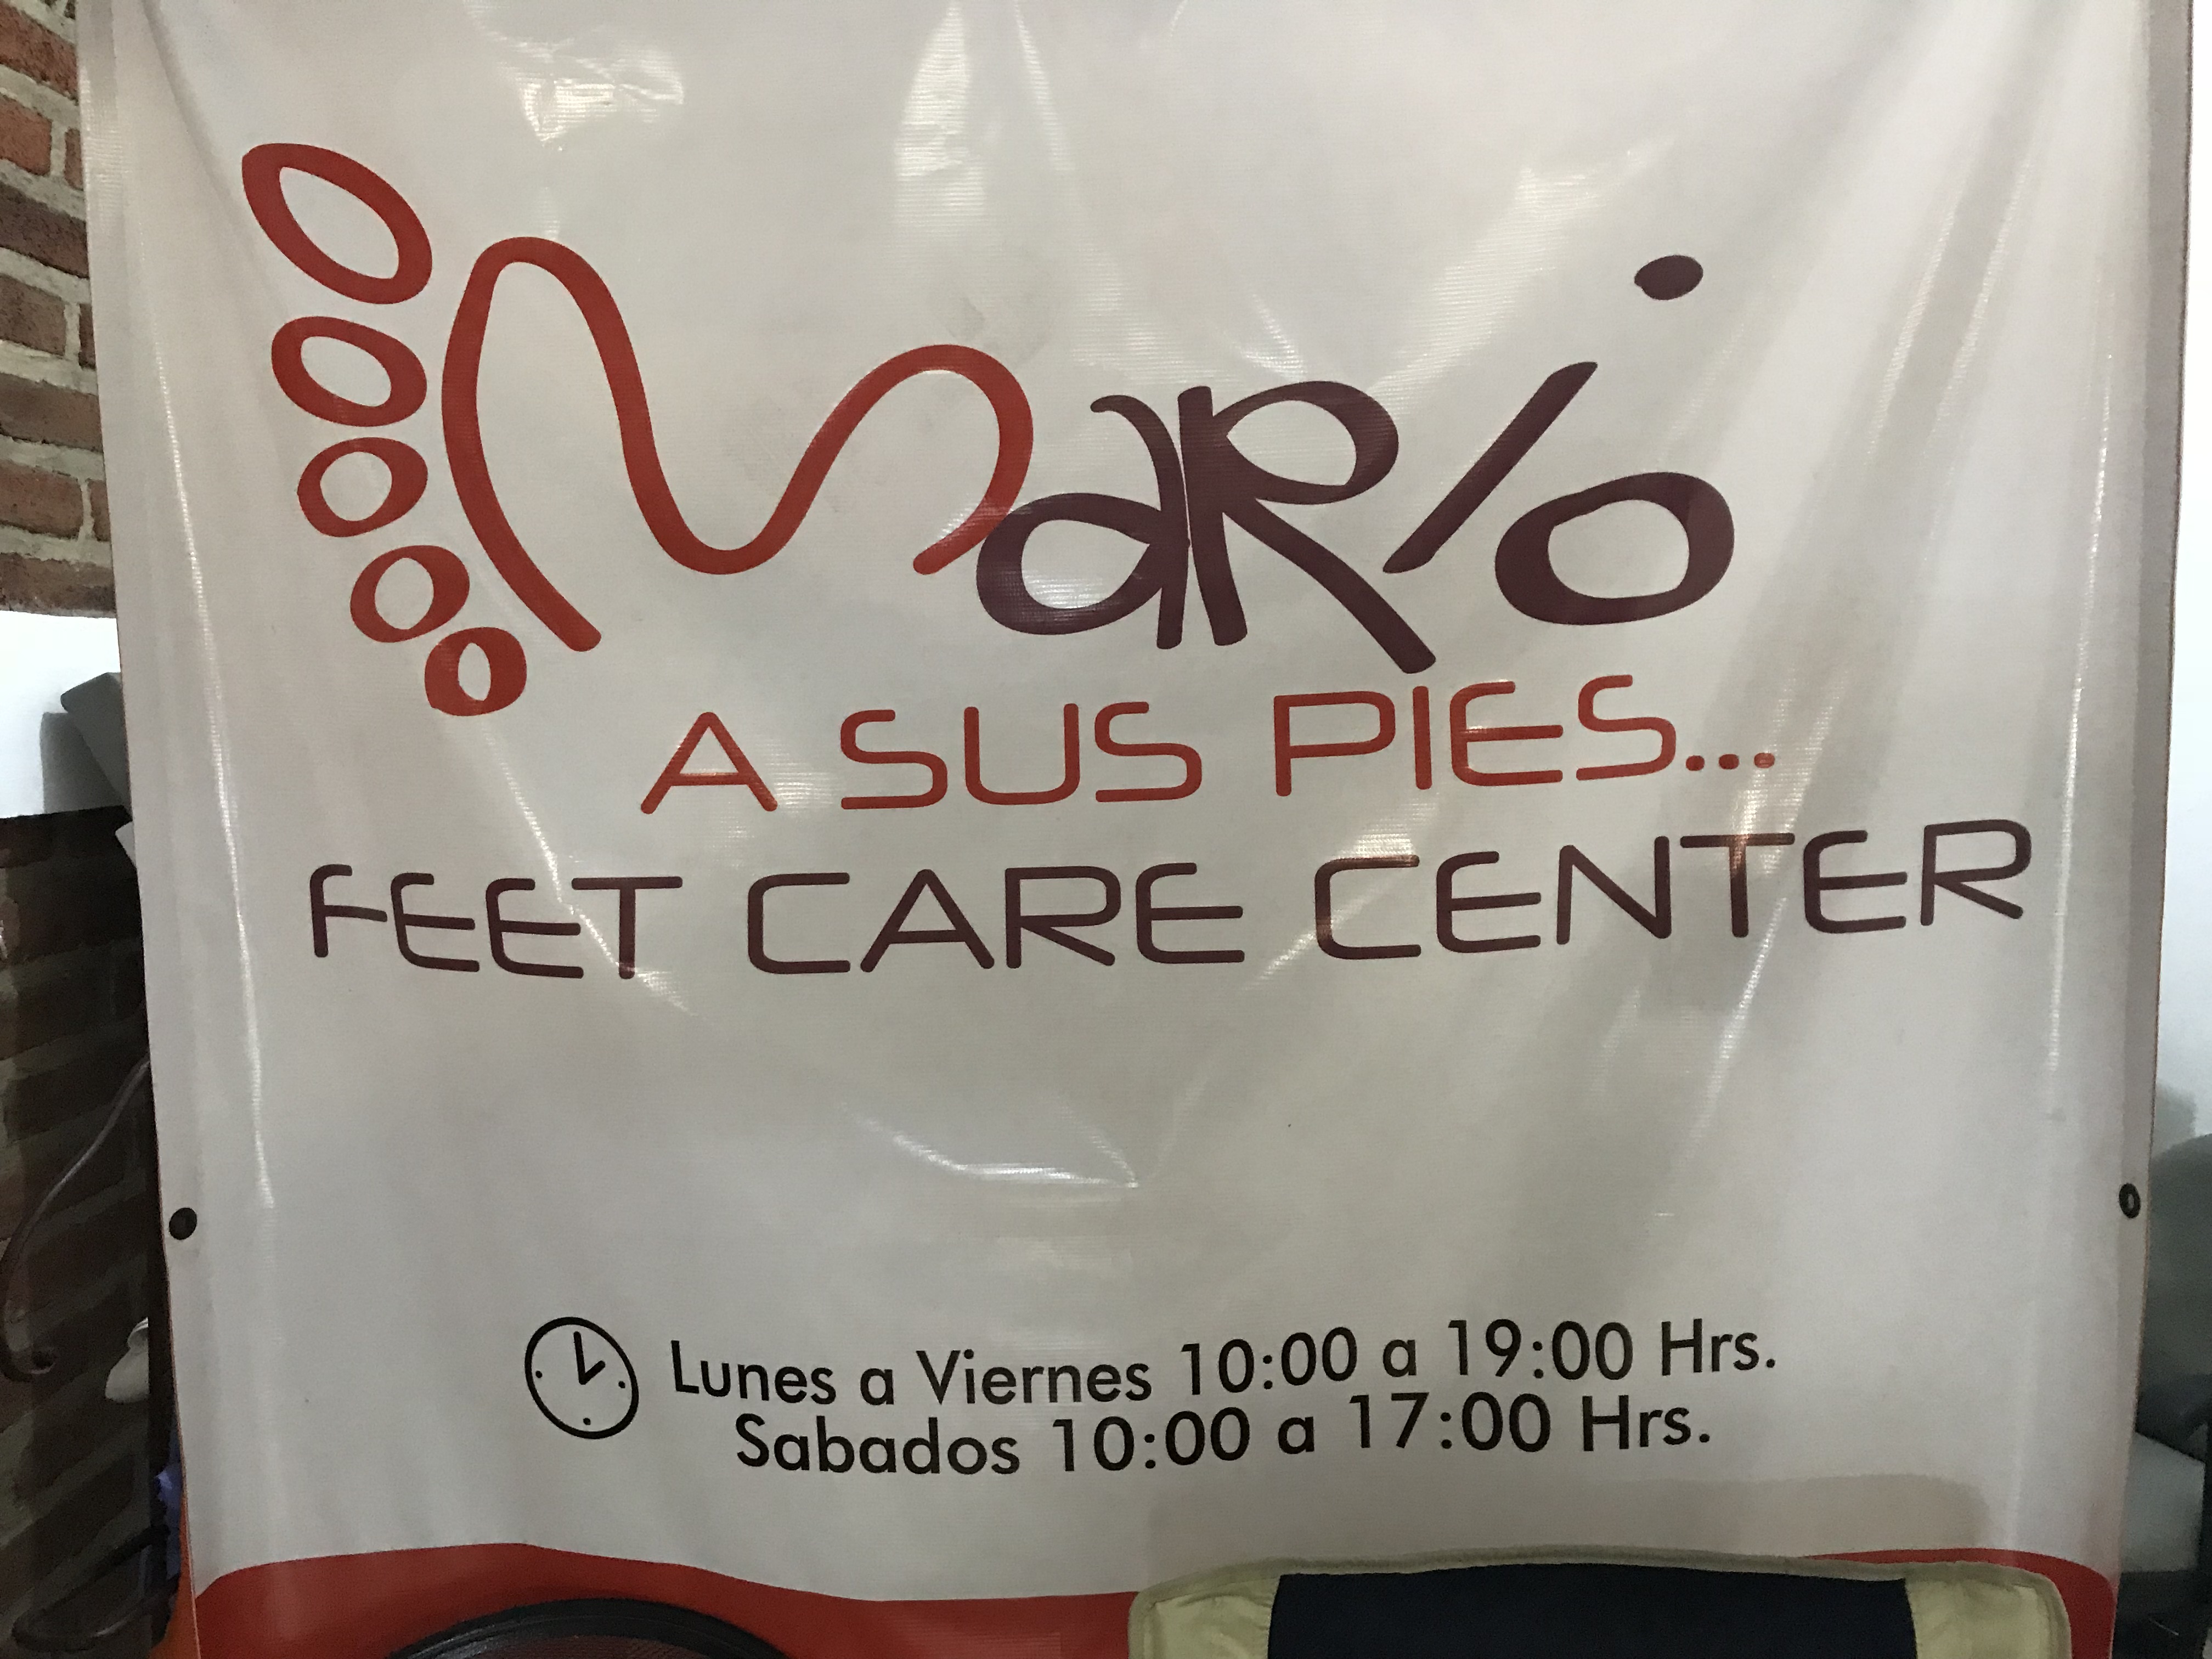 Mario
A SUS PIES...
FEET CARE CENTER
Lunes a Viernes 10:00 a 19:00 Hrs.
Sabados 10:00 a 17:00 Hrs.